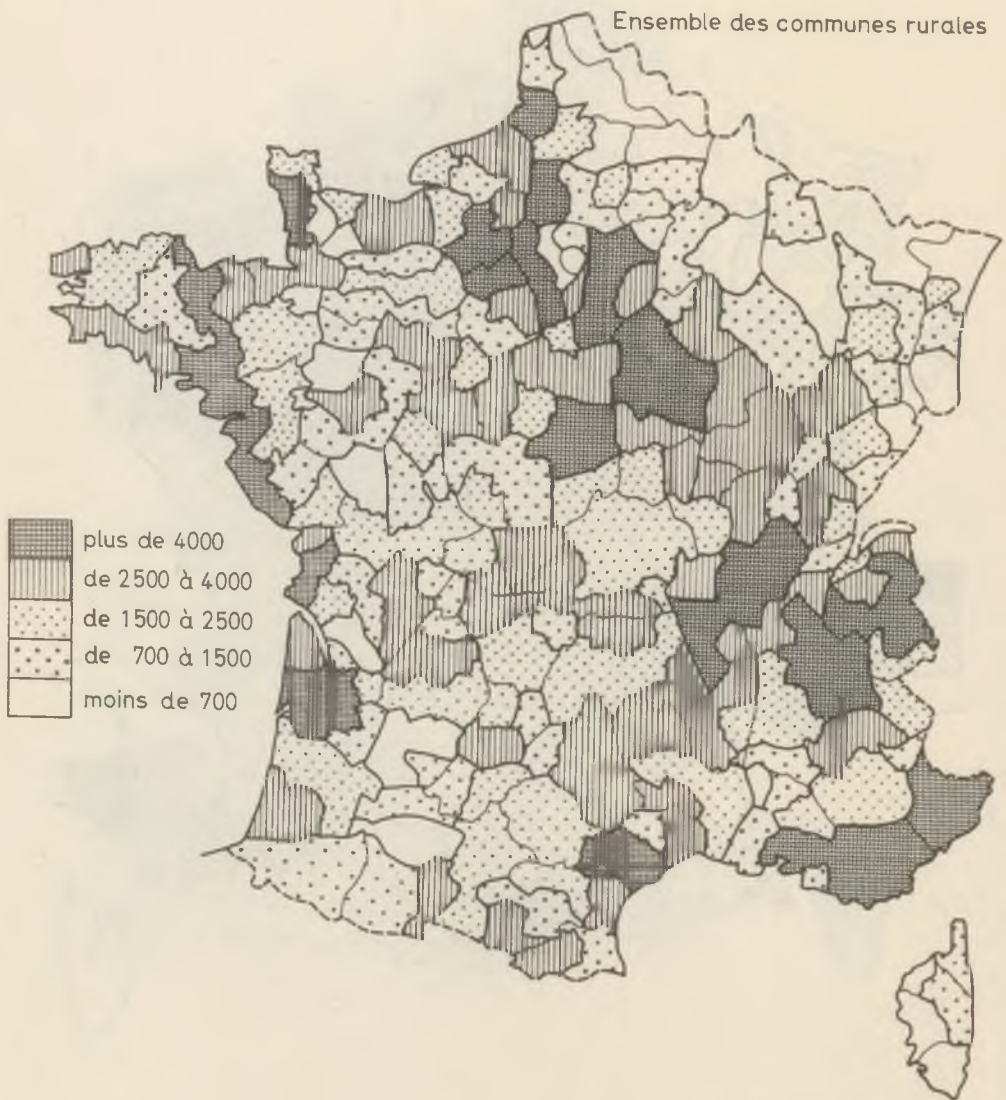 Ensemble des communes rurales
plus de 4000
de 2500 à 4000
de 1500 à 2500
de 700 à 1500
moins de 700